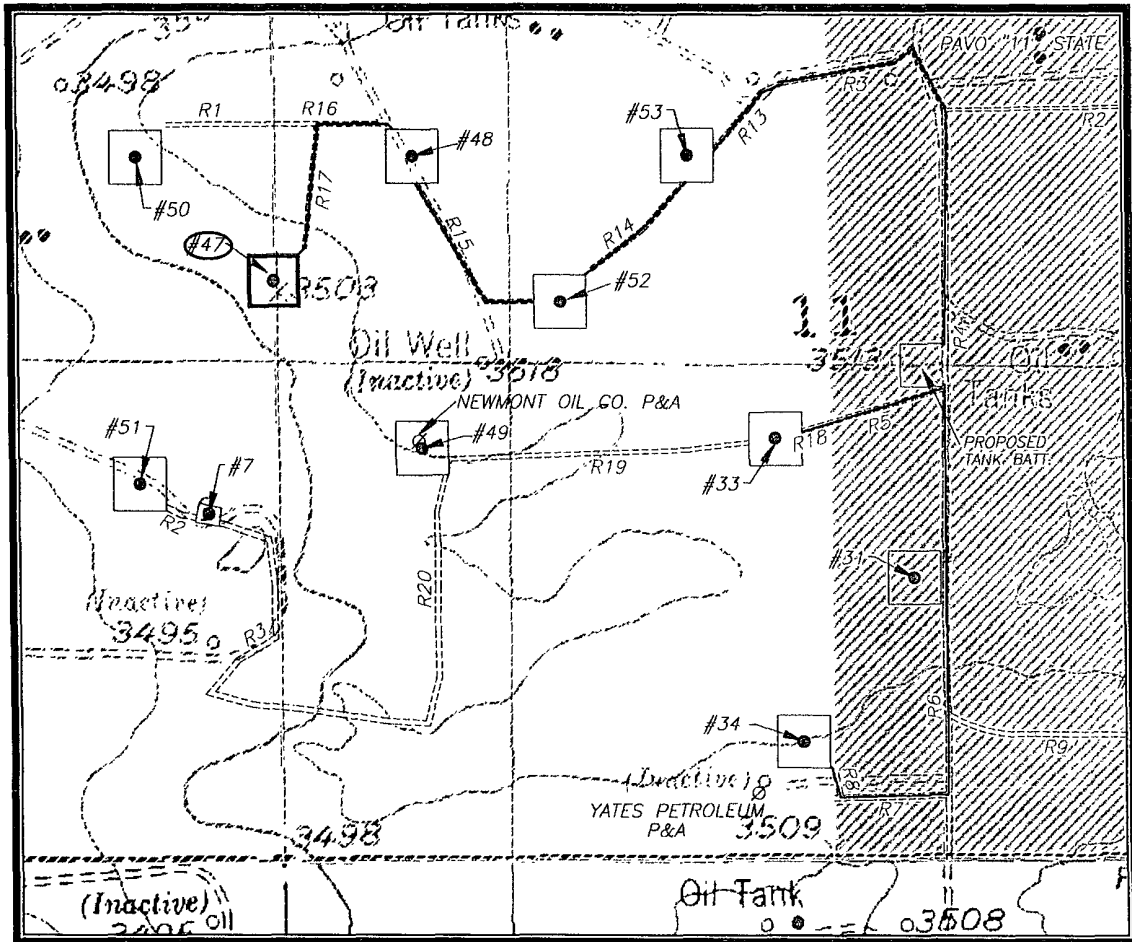 Oil Tanks
PAVO "11" STATE
3498
R3
R1
R16
#53
R2
#48
R13
#50
R17
R15
R14
#47
3503
#52
11
Oil Well
(Inactive)
3518
3513
Oil
Tanks
NEWMONT OIL CO. P&A
#51
#7
#49
R18
R5
PROPOSED
TANK BATT.
R19
#33
R2
#31
R20
(Inactive)
3495
R34
R6
#34
R9
(Inactive)
R8
YATES PETROLEUM
P&A
3509
R7
3498
Oil Tank
(Inactive)
Oil
3508